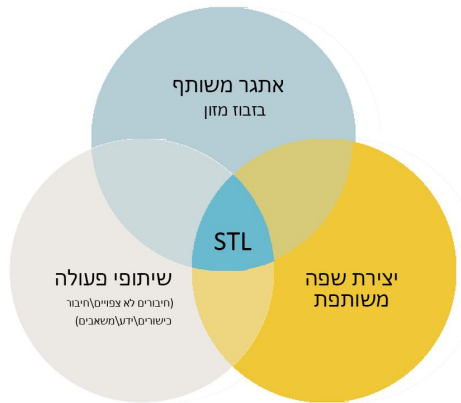 אתגר משותף
בזבוז מזון
STL
יצירת שפה
משותפת
שיתופי פעולה
(חיבורים לא צפויים\חיבור
כישורים\ידע\משאבים)